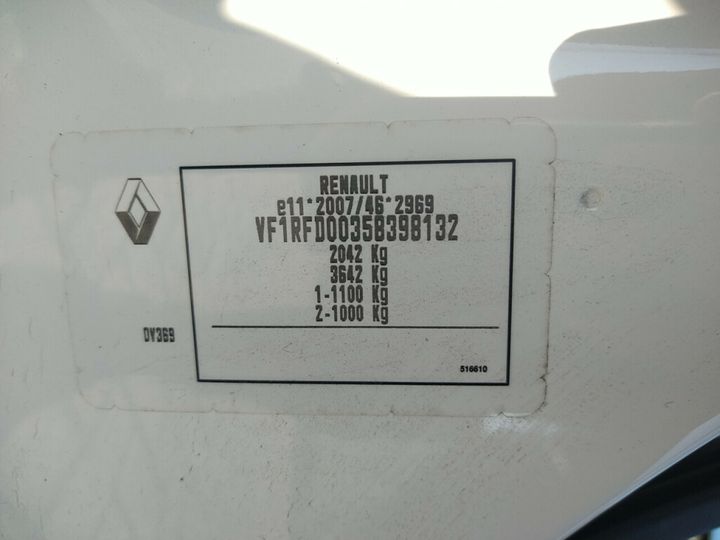 RENAULT
e11*2007/46*2969
VF1RFD00358398132
2042 Kg
3642 Kg
1-1100 Kg
2-1000 Kg
DV369
516610